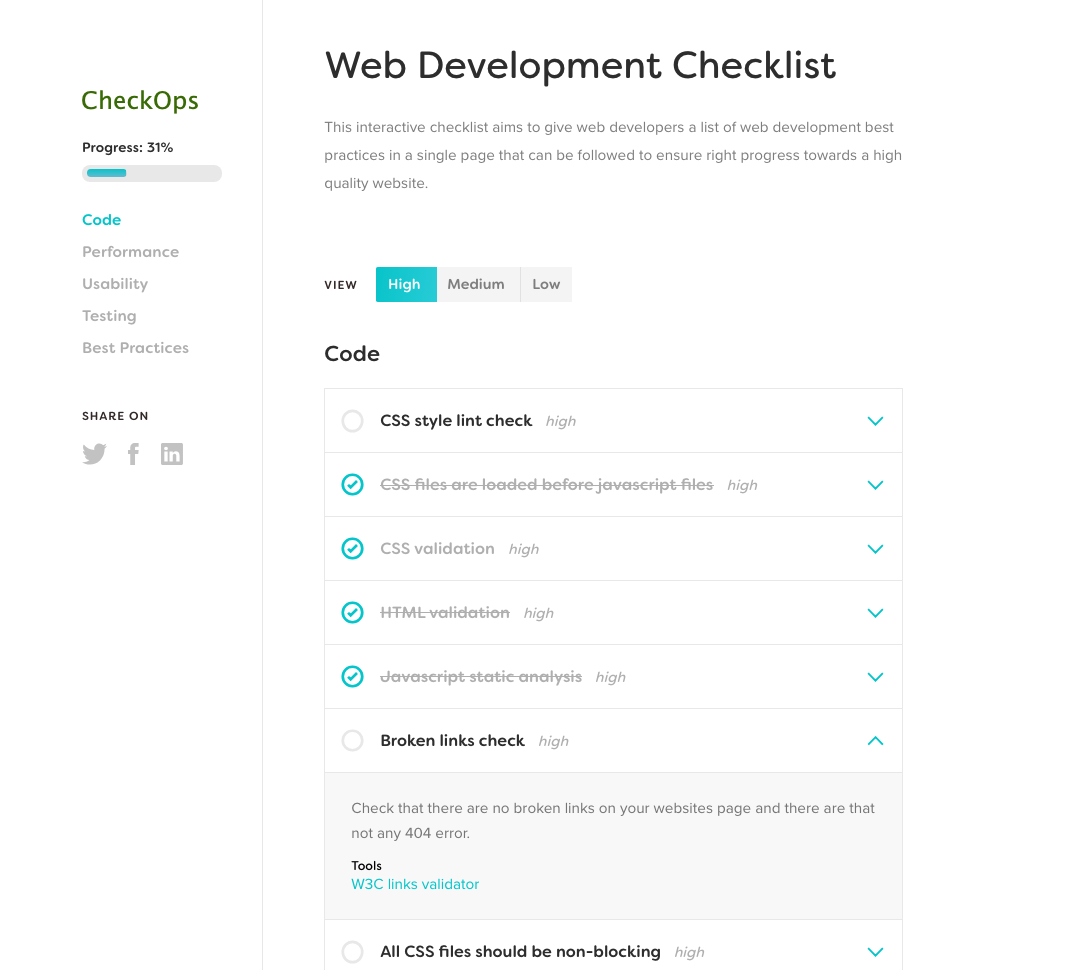 CheckOps
Progress: 31%
Code
Performance
Usability
Testing
Best Practices
SHARE ON
Web Development Checklist
This interactive checklist aims to give web developers a list of web development best
practices in a single page that can be followed to ensure right progress towards a high
quality website.
VIEW High Medium Low
Code
CSS style lint check high
CSS files are loaded before javascript files high
CSS validation high
HTML validation high
Javascript static analysis high
Broken links check high
Check that there are no broken links on your websites page and there are that
not any 404 error.
Tools
W3C links validator
All CSS files should be non-blocking high